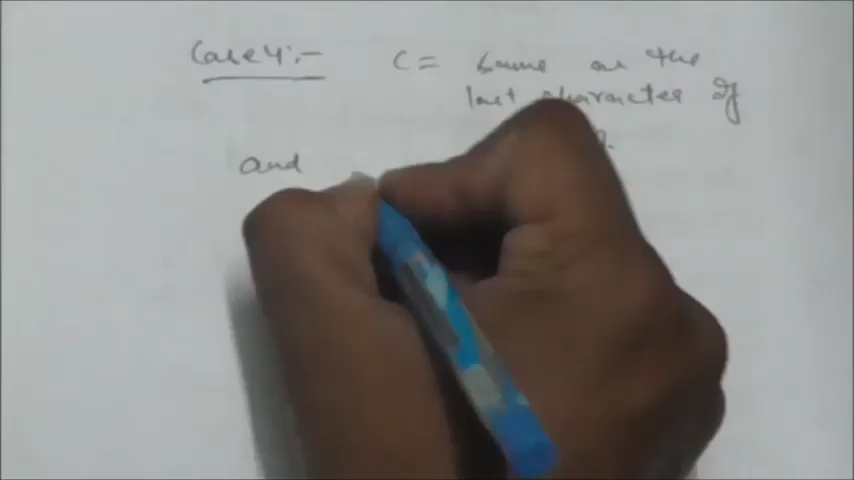 Case 4:- C = same as the
last character of
and